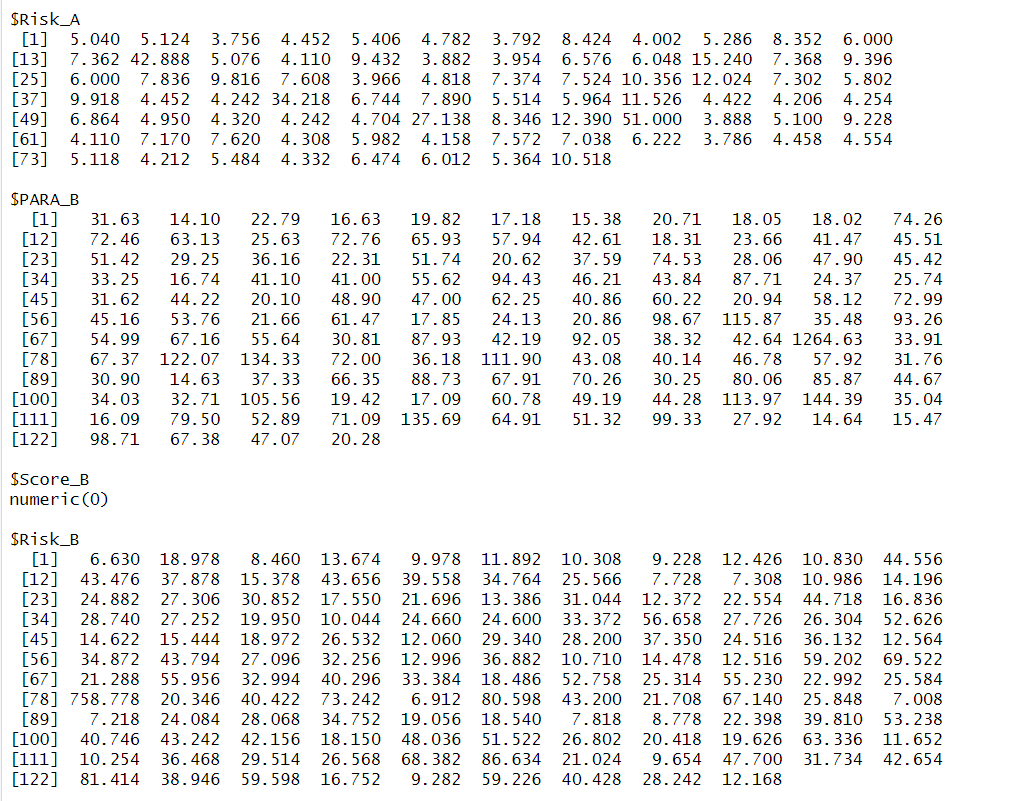 $Risk_A
[1] 5.040 5.124 3.756 4.452 5.406 4.782 3.792 8.424 4.002 5.286 8.352 6.000
[13] 7.362 42.888 5.076 4.110 9.432 3.882 3.954 6.576 6.048 15.240 7.368 9.396
[25] 6.000 7.836 9.816 7.608 3.966 4.818 7.374 7.524 10.356 12.024 7.302 5.802
[37] 9.918 4.452 4.242 34.218 6.744 7.890 5.514 5.964 11.526 4.422 4.206 4.254
[49] 6.864 4.950 4.320 4.242 4.704 27.138 8.346 12.390 51.000 3.888 5.100 9.228
[61] 4.110 7.170 7.620 4.308 5.982 4.158 7.572 7.038 6.222 3.786 4.458 4.554
[73] 5.118 4.212 5.484 4.332 6.474 6.012 5.364 10.518
$PARA_B
[1] 31.63 14.10 22.79 16.63 19.82 17.18 15.38 20.71 18.05 18.02 74.26
[12] 72.46 63.13 25.63 72.76 65.93 57.94 42.61 18.31 23.66 41.47 45.51
[23] 51.42 29.25 36.16 22.31 51.74 20.62 37.59 74.53 28.06 47.90 45.42
[34] 33.25 16.74 41.10 41.00 55.62 94.43 46.21 43.84 87.71 24.37 25.74
[45] 31.62 44.22 20.10 48.90 47.00 62.25 40.86 60.22 20.94 58.12 72.99
[56] 45.16 53.76 21.66 61.47 17.85 24.13 20.86 98.67 115.87 35.48 93.26
[67] 54.99 67.16 55.64 30.81 87.93 42.19 92.05 38.32 42.64 1264.63 33.91
[78] 67.37 122.07 134.33 72.00 36.18 111.90 43.08 40.14 46.78 57.92 31.76
[89] 30.90 14.63 37.33 66.35 88.73 67.91 70.26 30.25 80.06 85.87 44.67
[100] 34.03 32.71 105.56 19.42 17.09 60.78 49.19 44.28 113.97 144.39 35.04
[111] 16.09 79.50 52.89 71.09 135.69 64.91 51.32 99.33 27.92 14.64 15.47
[122] 98.71 67.38 47.07 20.28
$Score_B
numeric(0)
$Risk_B
[1] 6.630 18.978 8.460 13.674 9.978 11.892 10.308 9.228 12.426 10.830 44.556
[12] 43.476 37.878 15.378 43.656 39.558 34.764 25.566 7.728 7.308 10.986 14.196
[23] 24.882 27.306 30.852 17.550 21.696 13.386 31.044 12.372 22.554 44.718 16.836
[34] 28.740 27.252 19.950 10.044 24.660 24.600 33.372 56.658 27.726 26.304 52.626
[45] 14.622 15.444 18.972 26.532 12.060 29.340 28.200 37.350 24.516 36.132 12.564
[56] 34.872 43.794 27.096 32.256 12.996 36.882 10.710 14.478 12.516 59.202 69.522
[67] 21.288 55.956 32.994 40.296 33.384 18.486 52.758 25.314 55.230 22.992 25.584
[78] 758.778 20.346 40.422 73.242 6.912 80.598 43.200 21.708 67.140 25.848 7.008
[89] 7.218 24.084 28.068 34.752 19.056 18.540 7.818 8.778 22.398 39.810 53.238
[100] 40.746 43.242 42.156 18.150 48.036 51.522 26.802 20.418 19.626 63.336 11.652
[111] 10.254 36.468 29.514 26.568 68.382 86.634 21.024 9.654 47.700 31.734 42.654
[122] 81.414 38.946 59.598 16.752 9.282 59.226 40.428 28.242 12.168